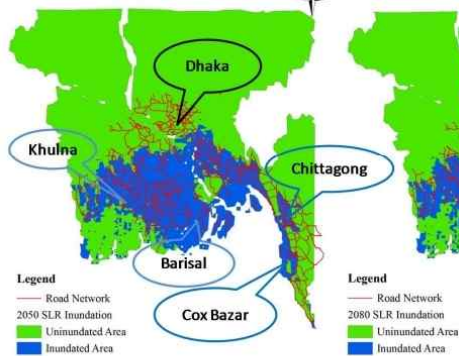 Dhaka
Khulna
Chittagong
Barisal
Cox Bazar
Legend
Road Network
2050 SLR Inundation
Uninundated Area
Inundated Area
Legend
Road Network
2080 SLR Inundation
Uninundated Area
Inundated Area